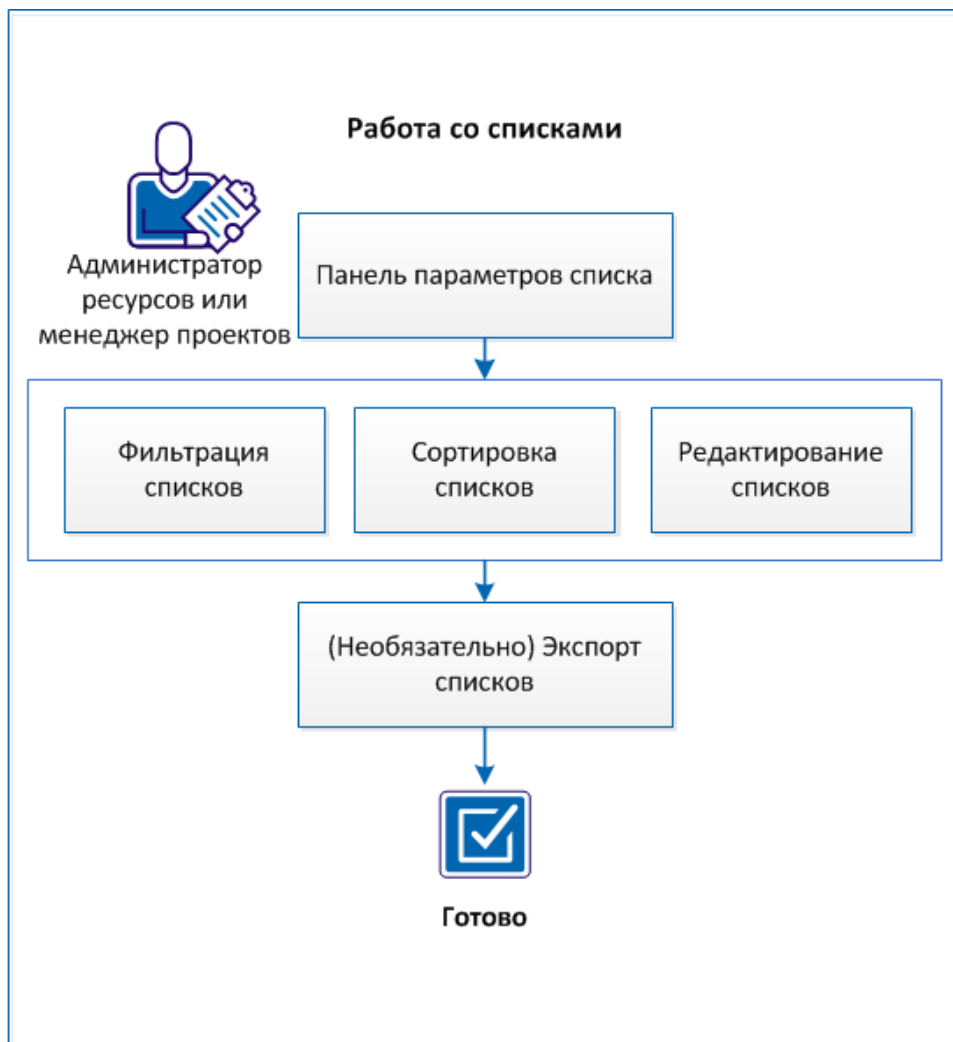 Работа со списками
Администратор
ресурсов или
менеджер проектов
Панель параметров списка
Фильтрация
списков
Сортировка
списков
Редактирование
списков
(Необязательно) Экспорт
списков
Готово